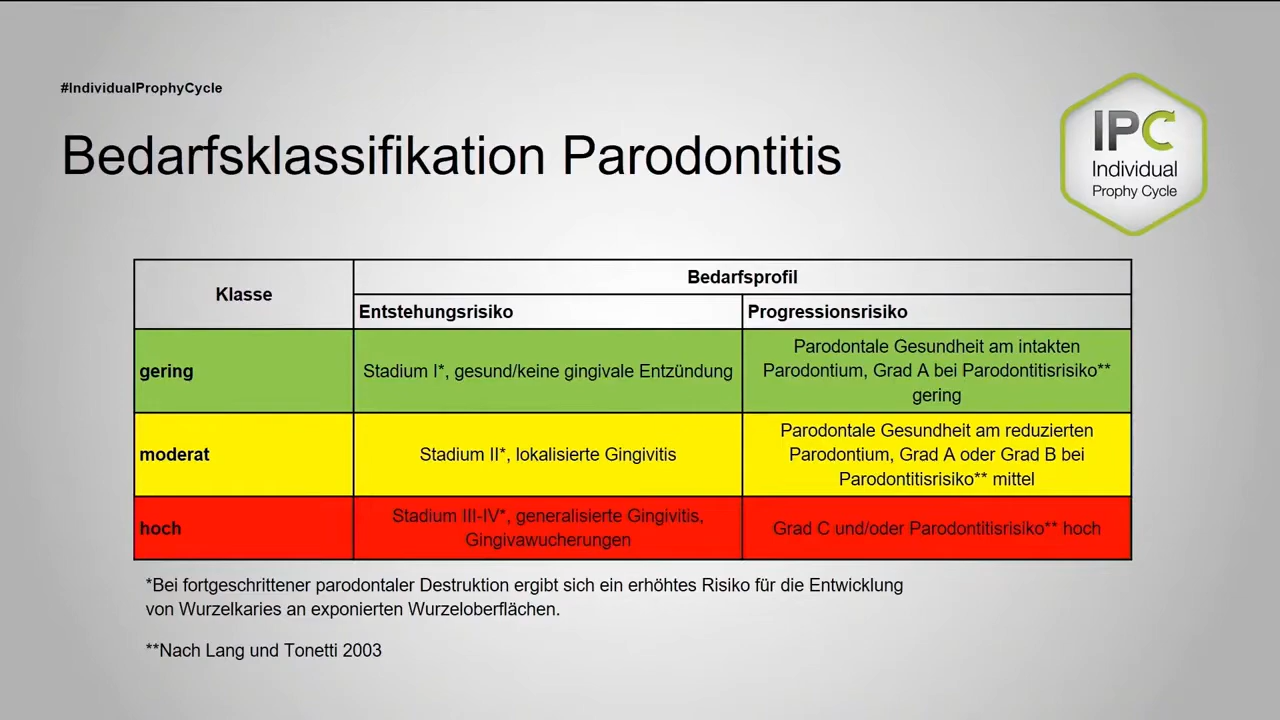 #IndividualProphyCycle
IPC
Individual
Prophy Cycle
Bedarfsklassifikation Parodontitis
Klasse
Bedarfsprofil
Entstehungsrisiko
Progressionsrisiko
gering
Stadium I*, gesund/keine gingivale Entzündung
Parodontale Gesundheit am intakten
Parodontium, Grad A bei Parodontitisrisiko**
gering
moderat
Stadium II*, lokalisierte Gingivitis
Parodontale Gesundheit am reduzierten
Parodontium, Grad A oder Grad B bei
Parodontitisrisiko** mittel
hoch
Stadium III-IV*, generalisierte Gingivitis,
Gingivawucherungen
Grad C und/oder Parodontitisrisiko** hoch
*Bei fortgeschrittener parodontaler Destruktion ergibt sich ein erhöhtes Risiko für die Entwicklung
von Wurzelkaries an exponierten Wurzeloberflächen.
**Nach Lang und Tonetti 2003